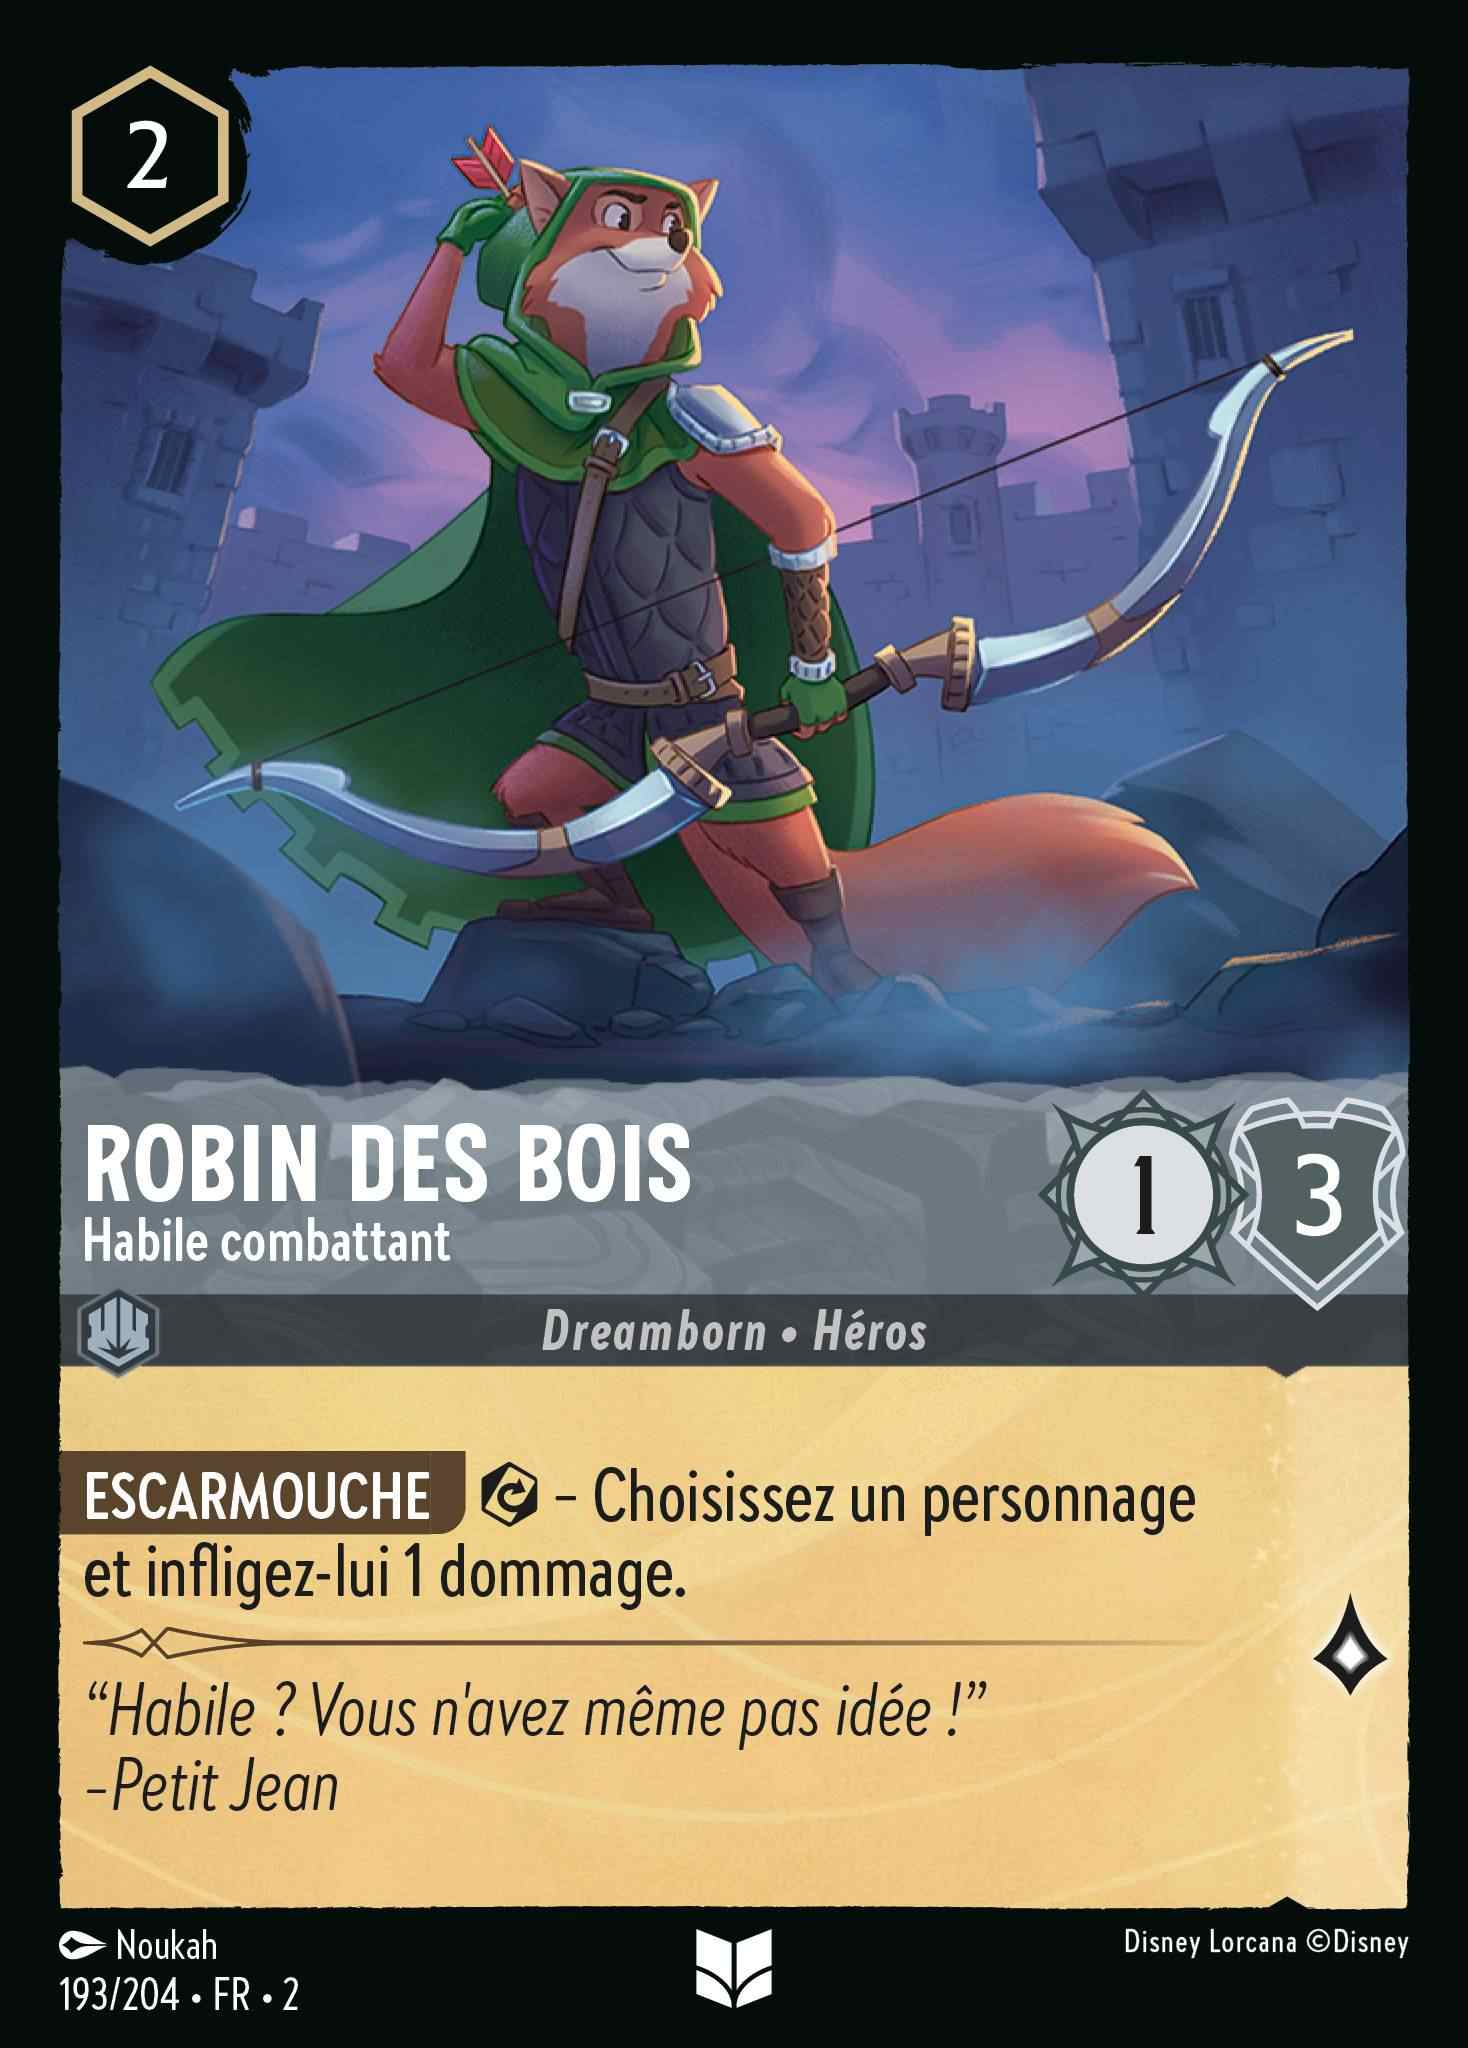 2
ROBIN DES BOIS
Habile combattant
1
3
Dreamborn • Héros
ESCARMOUCHE – Choisissez un personnage
et infligez-lui 1 dommage.
“Habile ? Vous n'avez même pas idée !”
–Petit Jean
Noukah
Disney Lorcana ©Disney
193/204 • FR • 2